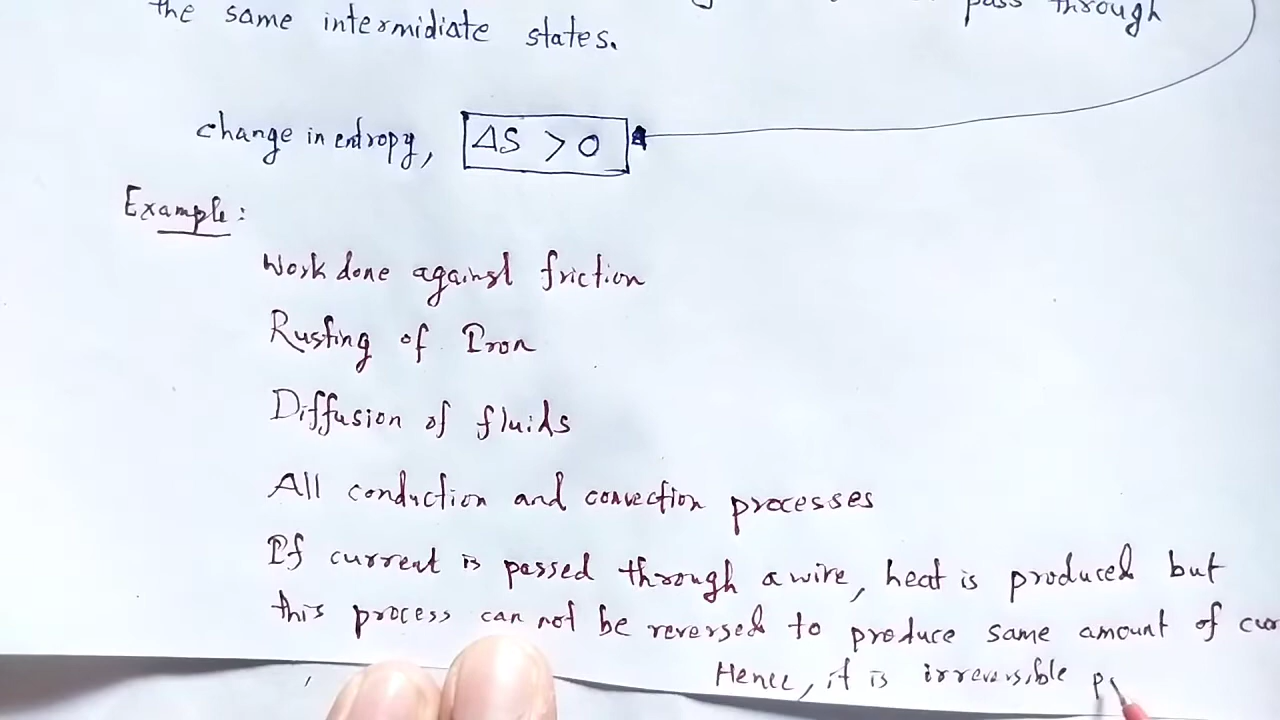 the same intermidiate states. pass through
change in entropy, ΔS > 0
Example:
Work done against friction
Rusting of Iron
Diffusion of fluids
All conduction and convection processes
If current is passed through a wire, heat is produced but
this process can not be reversed to produce same amount of cur
Hence, it is irreversible p